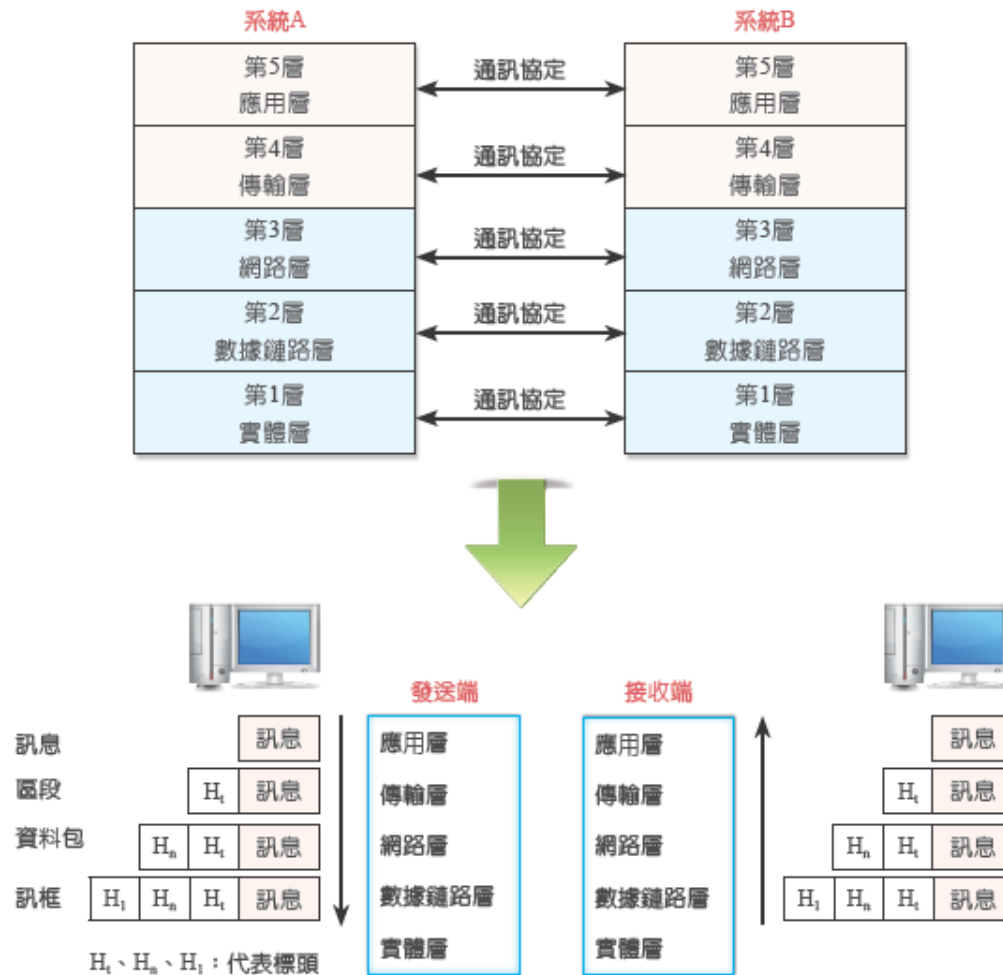 系統A
系統B
第5層
應用層
通訊協定
第5層
應用層
第4層
傳輸層
通訊協定
第4層
傳輸層
第3層
網路層
通訊協定
第3層
網路層
第2層
數據鏈路層
通訊協定
第2層
數據鏈路層
第1層
實體層
通訊協定
第1層
實體層
發送端
接收端
訊息
訊息
應用層
應用層
訊息
區段
Ht 訊息
傳輸層
傳輸層
Ht 訊息
資料包
Hn Ht 訊息
網路層
網路層
Hn Ht 訊息
訊框
Hl Hn Ht 訊息
數據鏈路層
數據鏈路層
Hl Hn Ht 訊息
實體層
實體層
Ht、Hn、Hl：代表標頭